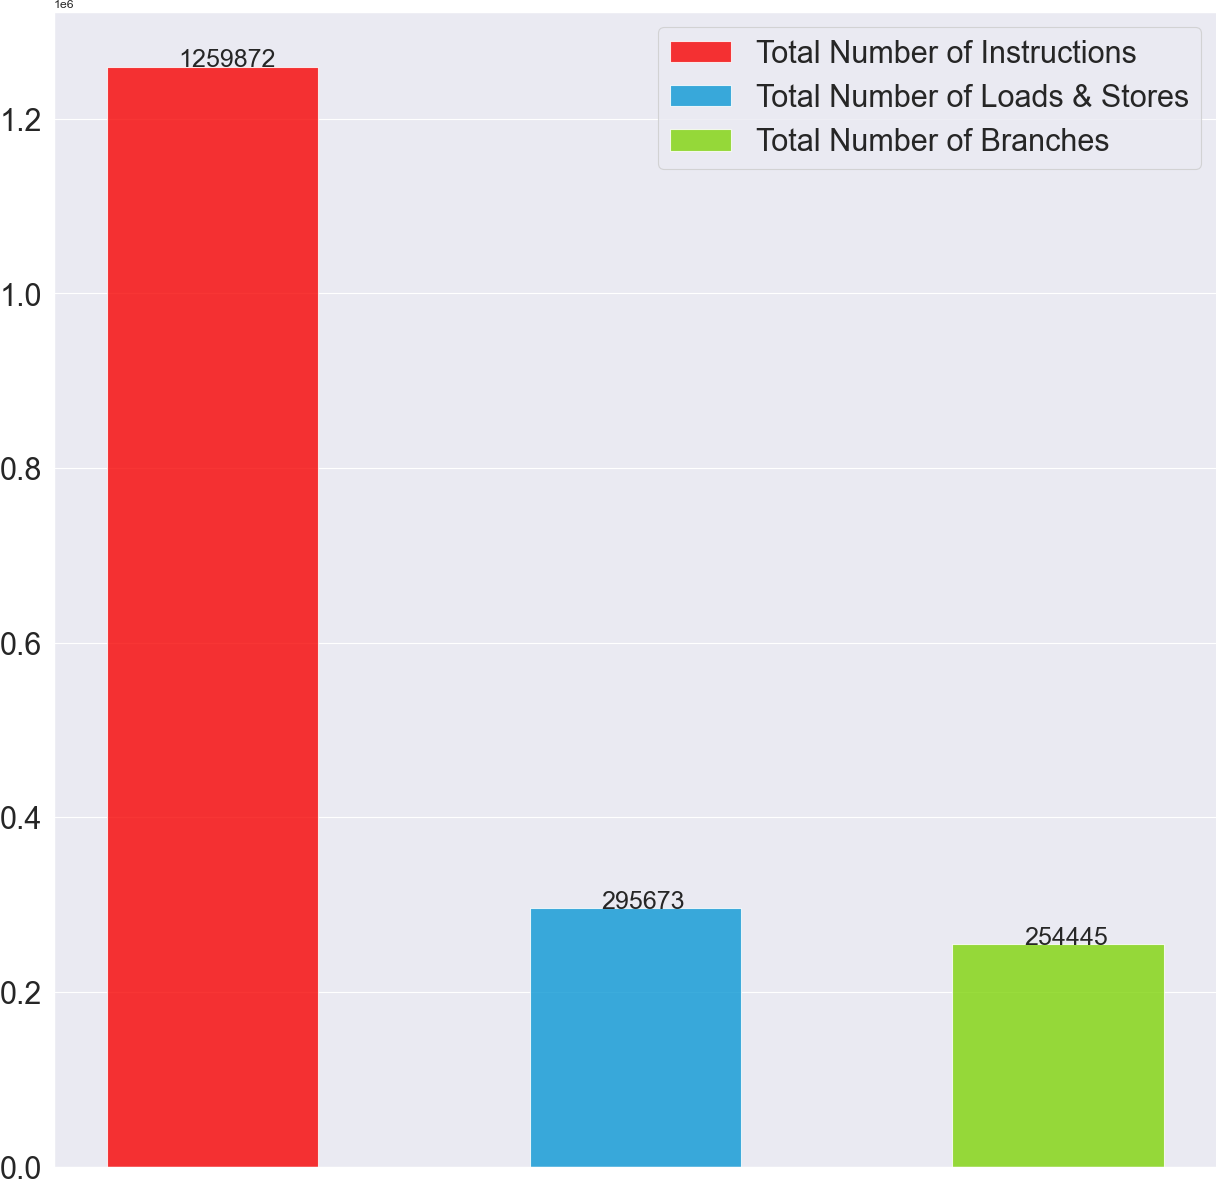 1e6
1259872
Total Number of Instructions
Total Number of Loads & Stores
Total Number of Branches
1.2
1.0
0.8
0.6
0.4
295673
254445
0.2
0.0